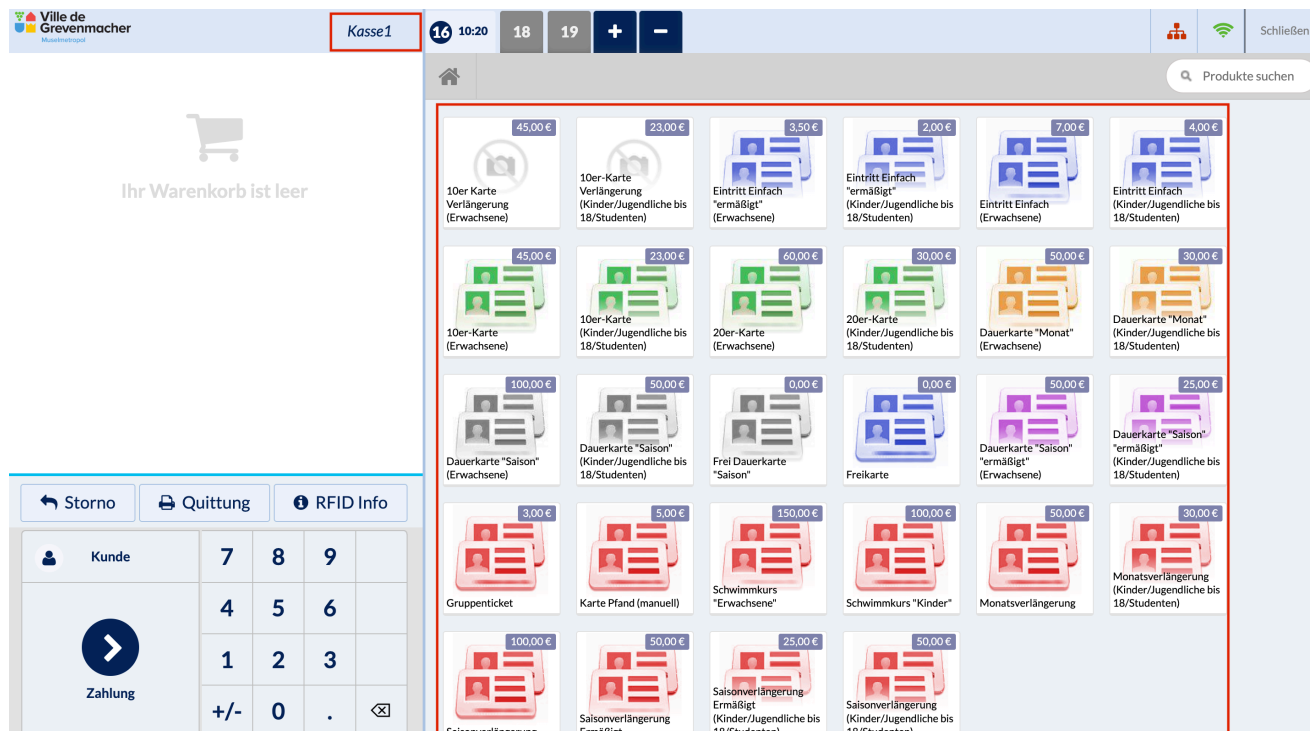 Ville de
Grevenmacher
Muselmetropol
Kasse1
16 10:20
18
19
+
−
Schließen
Produkte suchen
Ihr Warenkorb ist leer
45,00 €
10er Karte
Verlängerung
(Erwachsene)
23,00 €
10er-Karte
Verlängerung
(Kinder/Jugendliche bis
18/Studenten)
3,50 €
Eintritt Einfach
"ermäßigt"
(Erwachsene)
2,00 €
Eintritt Einfach
"ermäßigt"
(Kinder/Jugendliche bis
18/Studenten)
7,00 €
Eintritt Einfach
(Erwachsene)
4,00 €
Eintritt Einfach
(Kinder/Jugendliche bis
18/Studenten)
45,00 €
10er-Karte
(Erwachsene)
23,00 €
10er-Karte
(Kinder/Jugendliche bis
18/Studenten)
60,00 €
20er-Karte
(Erwachsene)
30,00 €
20er-Karte
(Kinder/Jugendliche bis
18/Studenten)
50,00 €
Dauerkarte "Monat"
(Erwachsene)
30,00 €
Dauerkarte "Monat"
(Kinder/Jugendliche bis
18/Studenten)
100,00 €
Dauerkarte "Saison"
(Erwachsene)
50,00 €
Dauerkarte "Saison"
(Kinder/Jugendliche bis
18/Studenten)
0,00 €
Frei Dauerkarte
"Saison"
0,00 €
Freikarte
50,00 €
Dauerkarte "Saison"
"ermäßigt"
(Erwachsene)
25,00 €
Dauerkarte "Saison"
"ermäßigt"
(Kinder/Jugendliche bis
18/Studenten)
3,00 €
Gruppenticket
5,00 €
Karte Pfand (manuell)
150,00 €
Schwimmkurs
"Erwachsene"
100,00 €
Schwimmkurs "Kinder"
50,00 €
Monatsverlängerung
30,00 €
Monatsverlängerung
(Kinder/Jugendliche bis
18/Studenten)
100,00 €
Saisonverlängerung
50,00 €
Saisonverlängerung
Ermäßigt
25,00 €
Saisonverlängerung
Ermäßigt
(Kinder/Jugendliche bis
18/Studenten)
50,00 €
Saisonverlängerung
(Kinder/Jugendliche bis
18/Studenten)
Storno
Quittung
RFID Info
Kunde
7 8 9
4 5 6
1 2 3
+/- 0 .
Zahlung